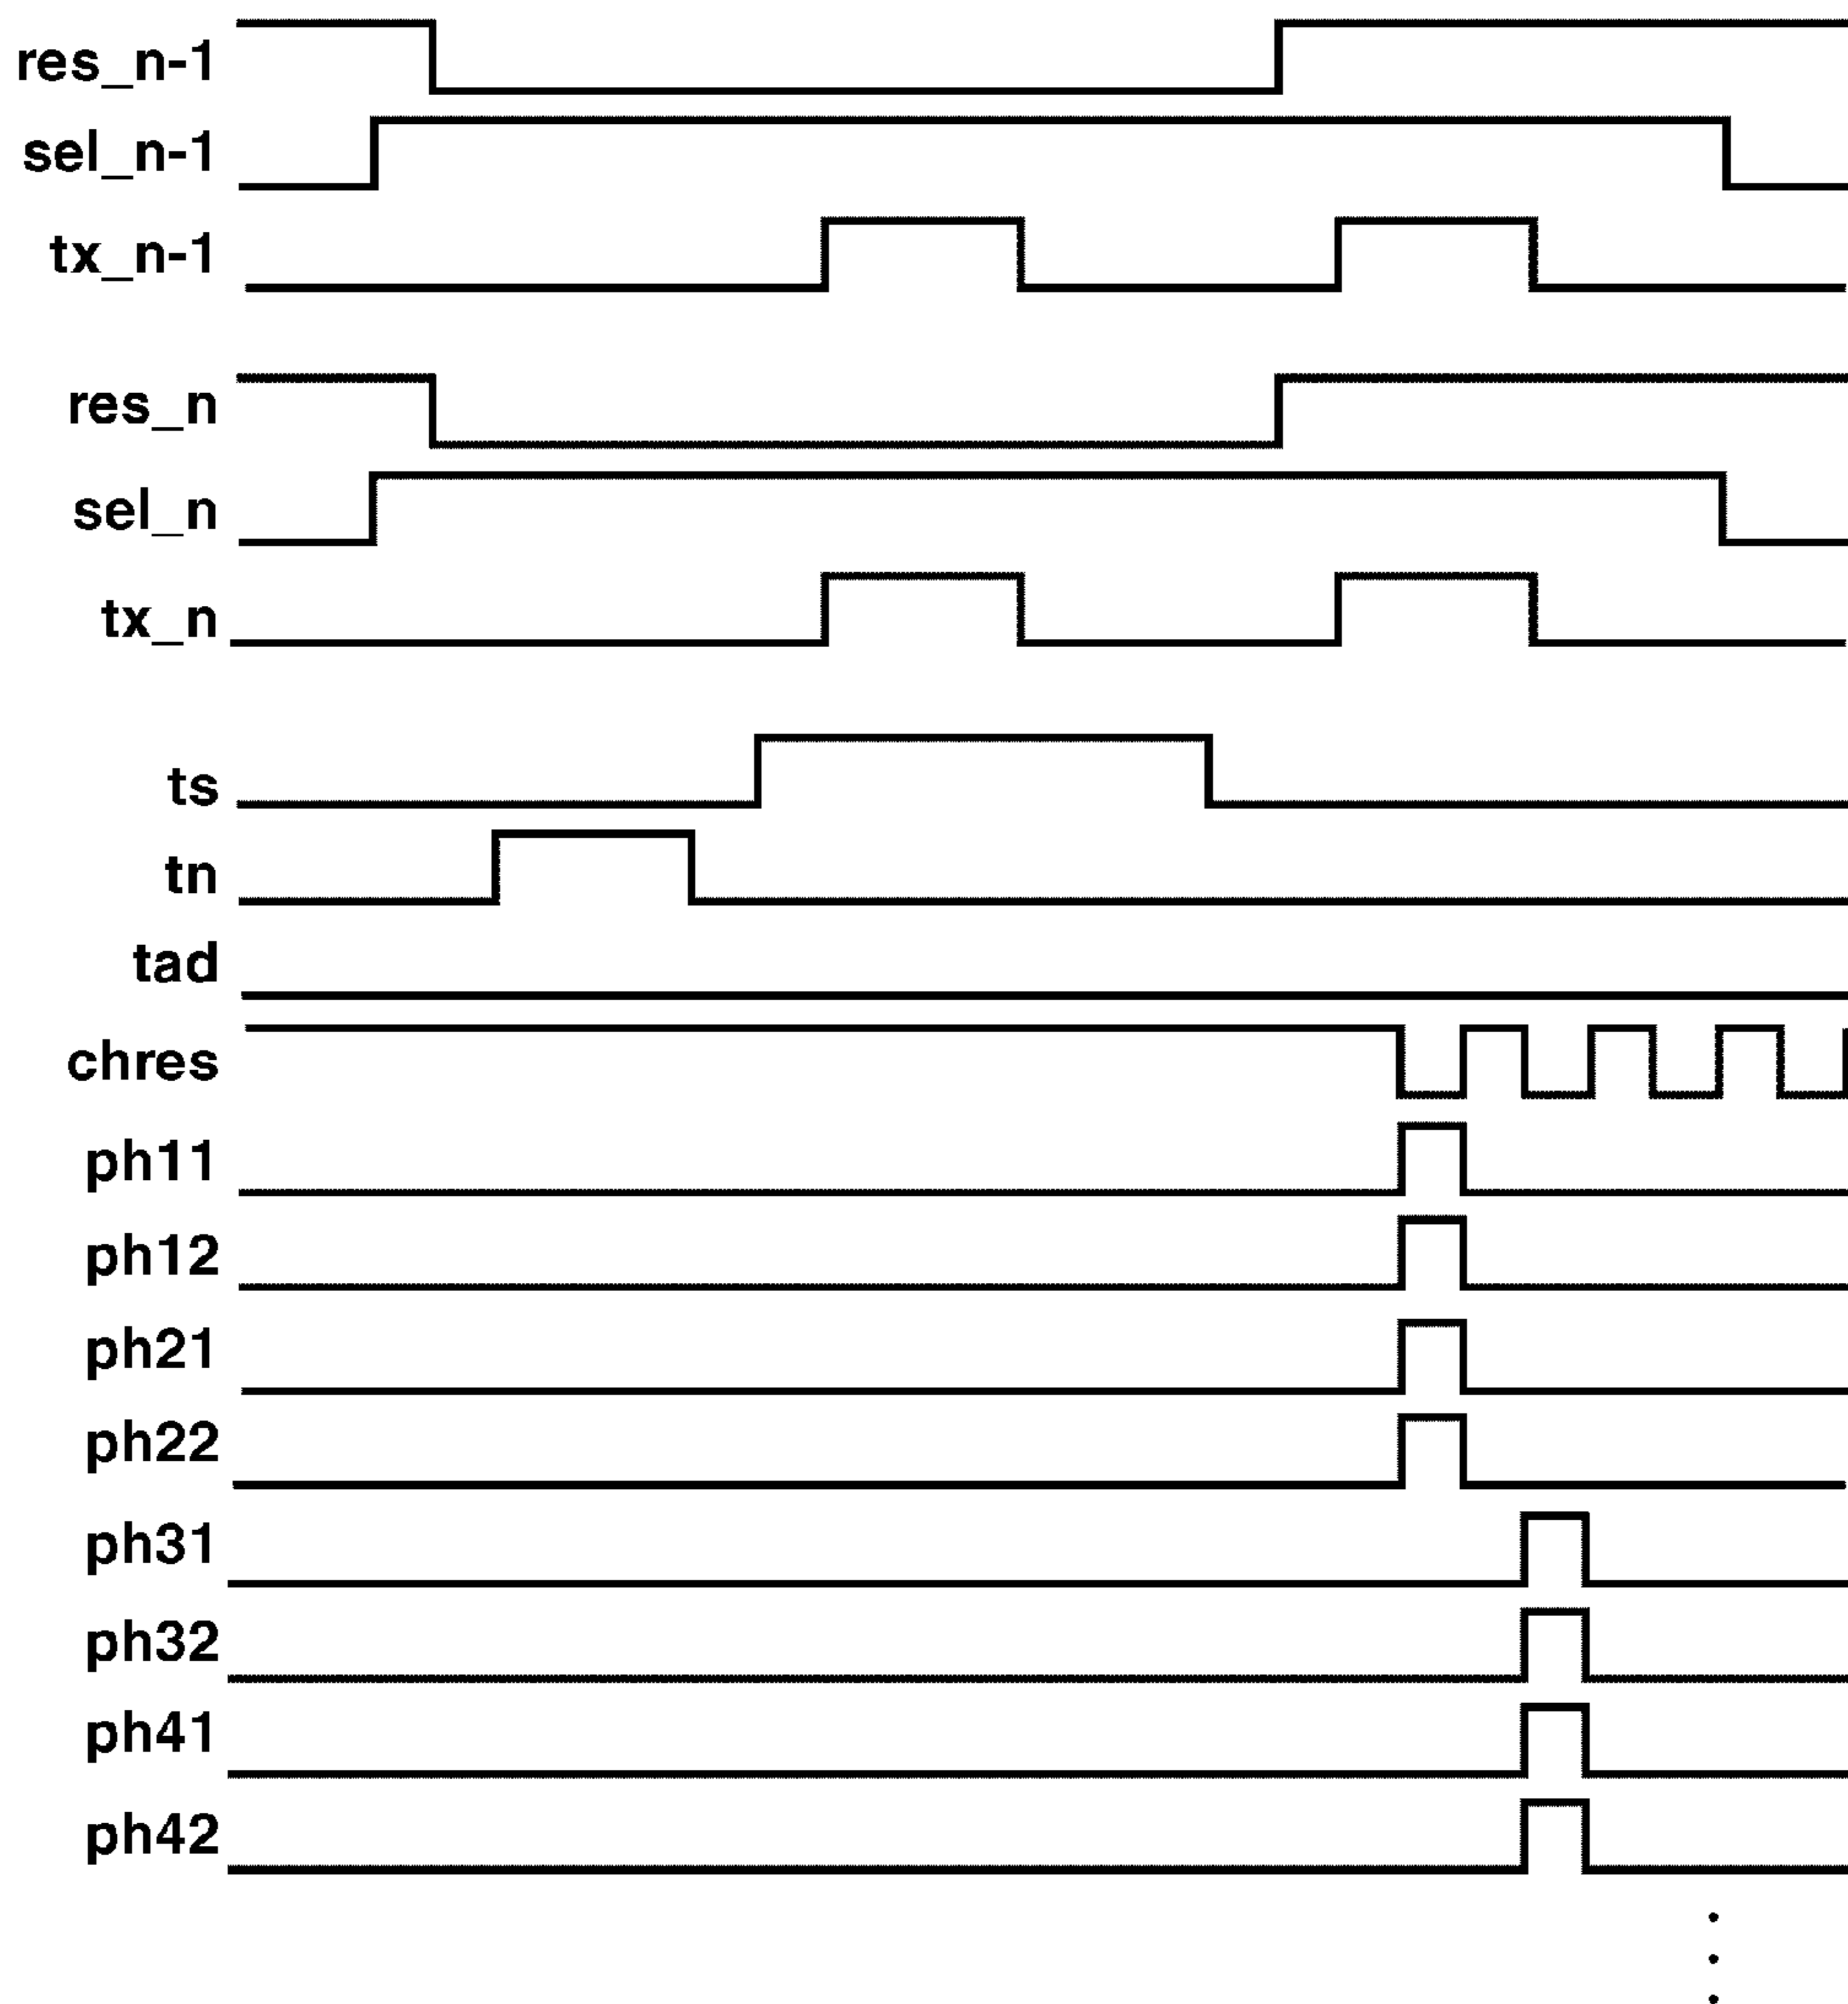 res_n-1
sel_n-1
tx_n-1
res_n
sel_n
tx_n
ts
tn
tad
chres
ph11
ph12
ph21
ph22
ph31
ph32
ph41
ph42